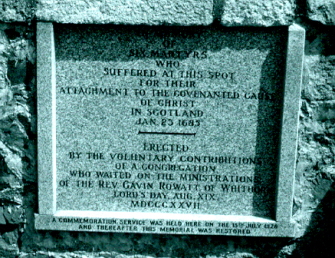 SIX MARTYRS
WHO
SUFFERED AT THIS SPOT
FOR THEIR
ATTACHMENT TO THE COVENANTED CAUSE
OF CHRIST
IN SCOTLAND
JAN. 23 1685
ERECTED
BY THE VOLUNTARY CONTRIBUTIONS
OF A CONGREGATION
WHO WAITED ON THE MINISTRATIONS
OF THE REV. GAVIN ROWATT, OF WHITHORN
LORD'S DAY, AUG. XIX.
MDCCCXXVII.
A COMMEMORATION SERVICE WAS HELD HERE ON THE JULY
AND THEREAFTER THIS MEMORIAL WAS RESTORED.